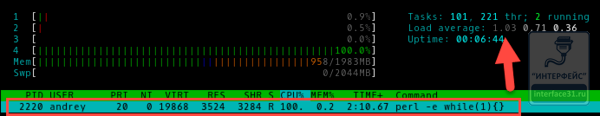 1 [|| 0.9%] Tasks: 101, 221 thr; 2 running
2 [| 0.5%] Load average: 1.03 0.71 0.36
3 [ 0.0%] Uptime: 00:06:44
4 [||||||||||||||||||||||||||||||||||||||||||||||||||||||||100.0%]
Mem[|||||||||||||||||||||||||||||||||||||||||958/1983MB]
Swp[ 0/2044MB]
"ИНТЕРФЕЙС"
interface31.ru
PID USER PRI NI VIRT RES SHR S CPU% MEM% TIME+ Command
2220 andrey 20 0 19868 3524 3284 R 100. 0.2 2:10.67 perl -e while(1){}